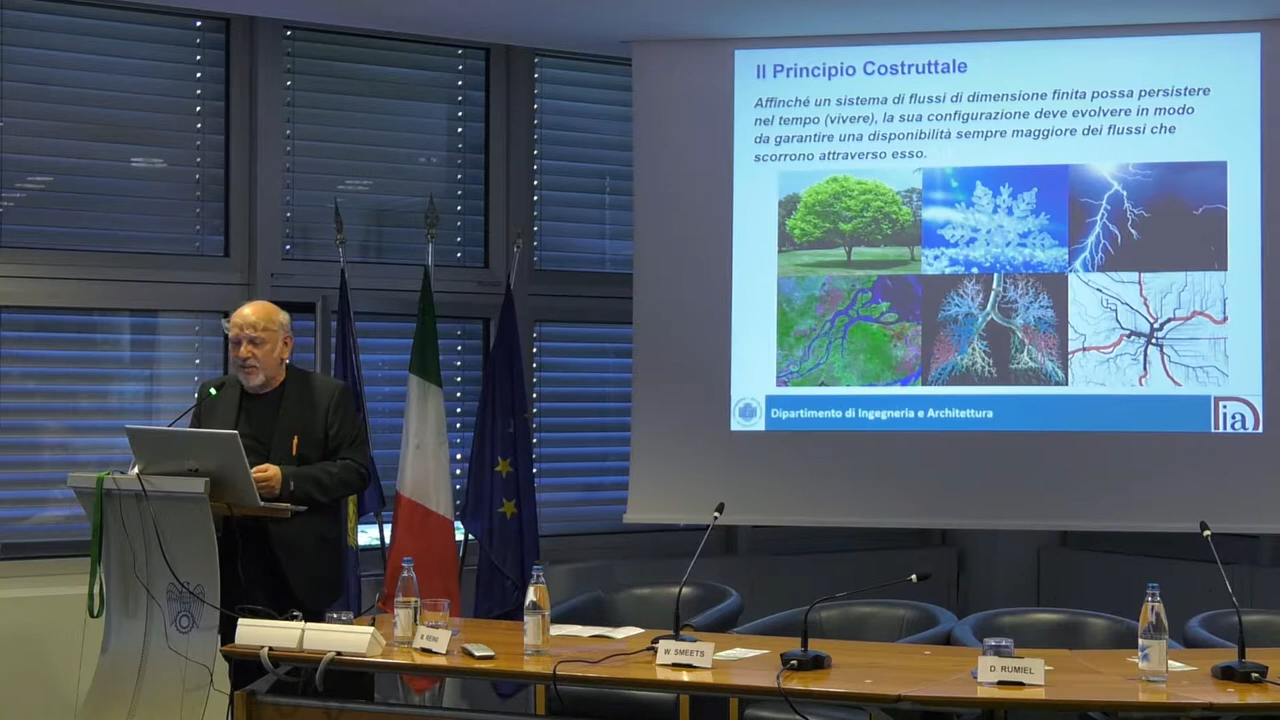 Il Principio Costruttale
Affinché un sistema di flussi di dimensione finita possa persistere
nel tempo (vivere), la sua configurazione deve evolvere in modo
da garantire una disponibilità sempre maggiore dei flussi che
scorrono attraverso esso.
Dipartimento di Ingegneria e Architettura
Dia
M. REINI
W. SMEETS
D. RUMIEL